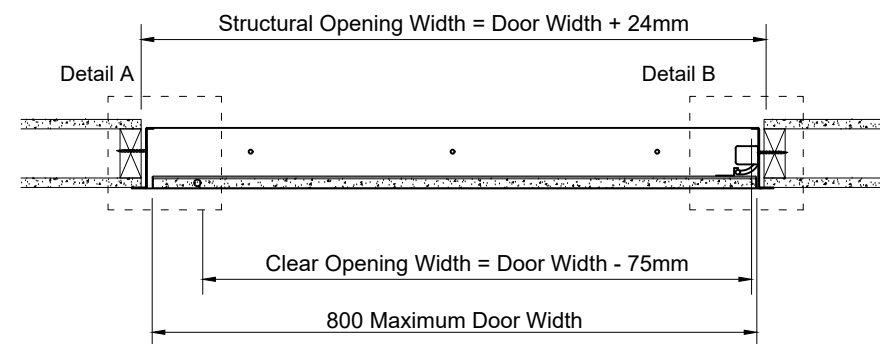 Structural Opening Width = Door Width + 24mm
Detail A
Detail B
Clear Opening Width = Door Width - 75mm
800 Maximum Door Width